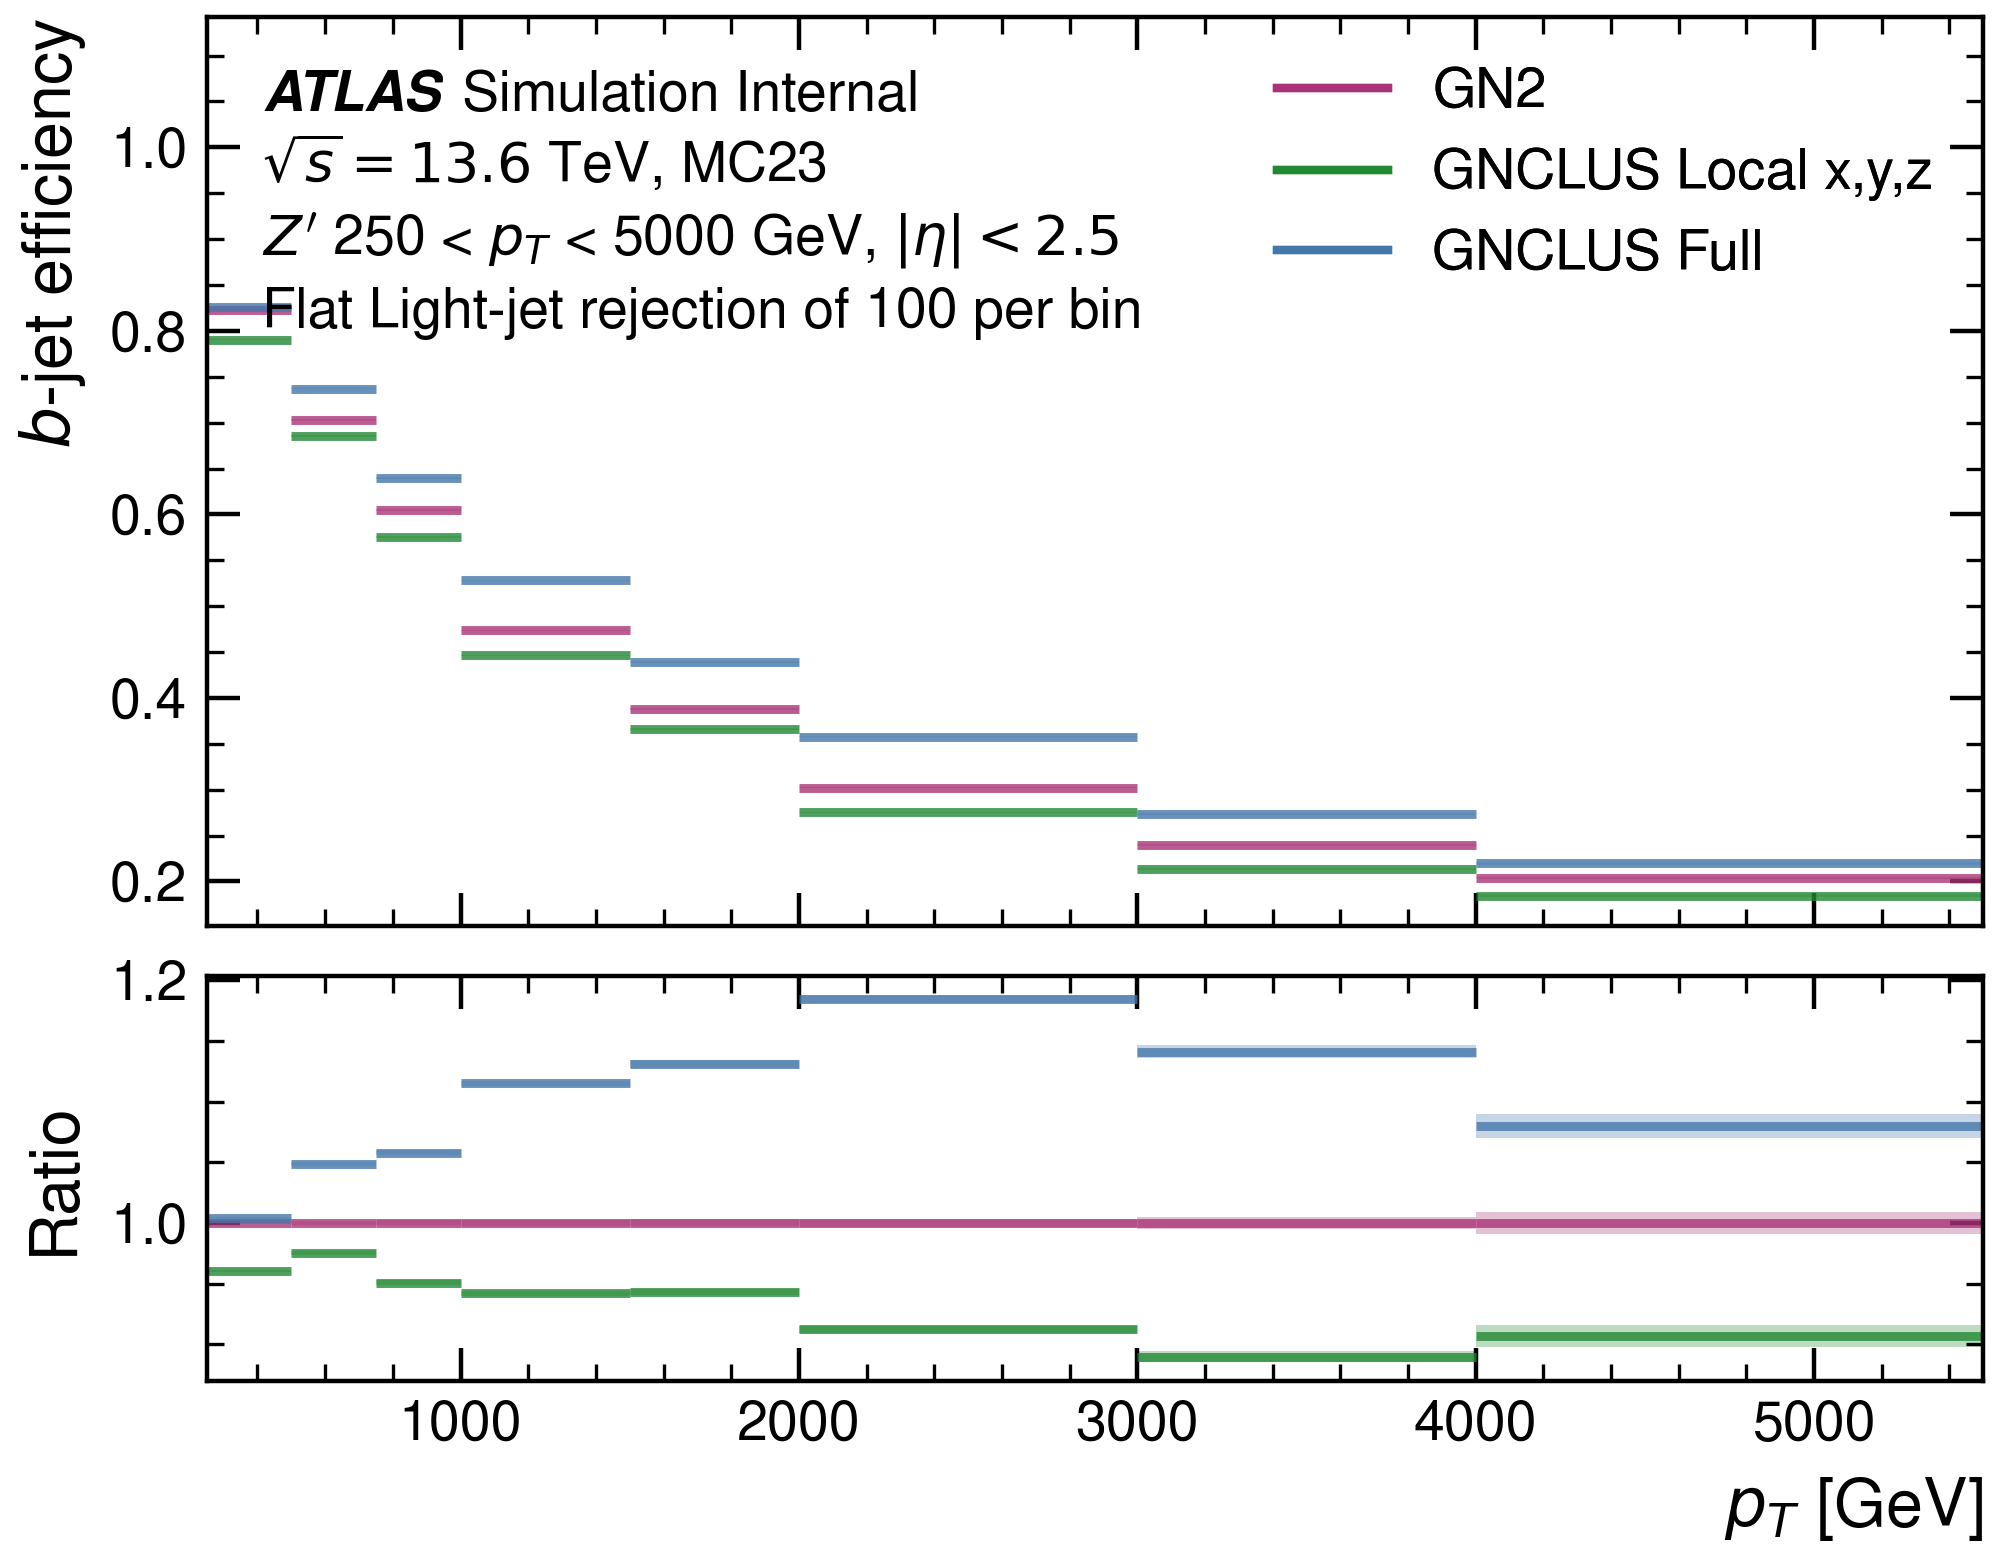 ATLAS Simulation Internal
√s = 13.6 TeV, MC23
Z′ 250 < pT < 5000 GeV, |η| < 2.5
Flat Light-jet rejection of 100 per bin
GN2
GNCLUS Local x,y,z
GNCLUS Full
b-jet efficiency
1.0
0.8
0.6
0.4
0.2
Ratio
1.2
1.0
1000 2000 3000 4000 5000
pT [GeV]